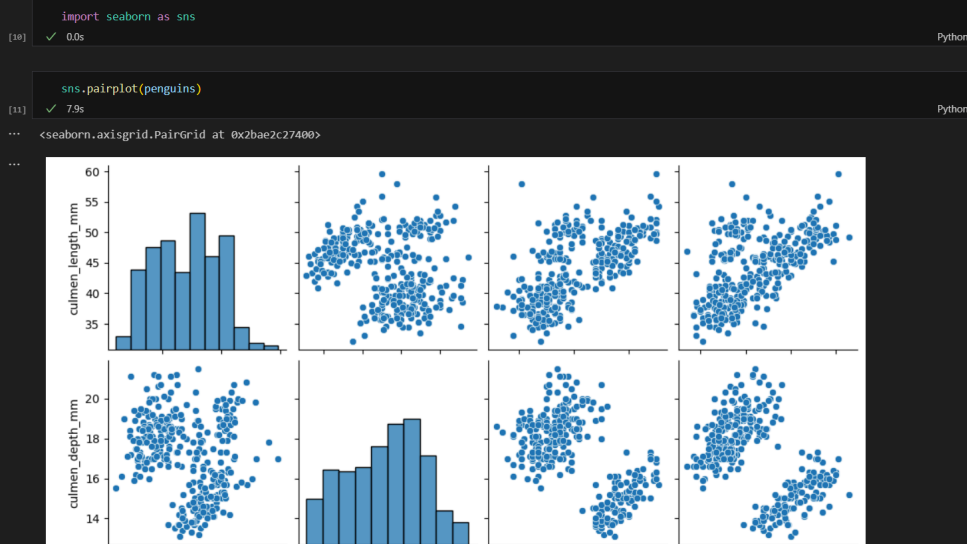 import seaborn as sns
[10]
0.0s
Python
sns.pairplot(penguins)
[11]
7.9s
Python
...
<seaborn.axisgrid.PairGrid at 0x2bae2c27400>
...
60
55
50
45
40
35
culmen_length_mm
20
18
16
14
culmen_depth_mm